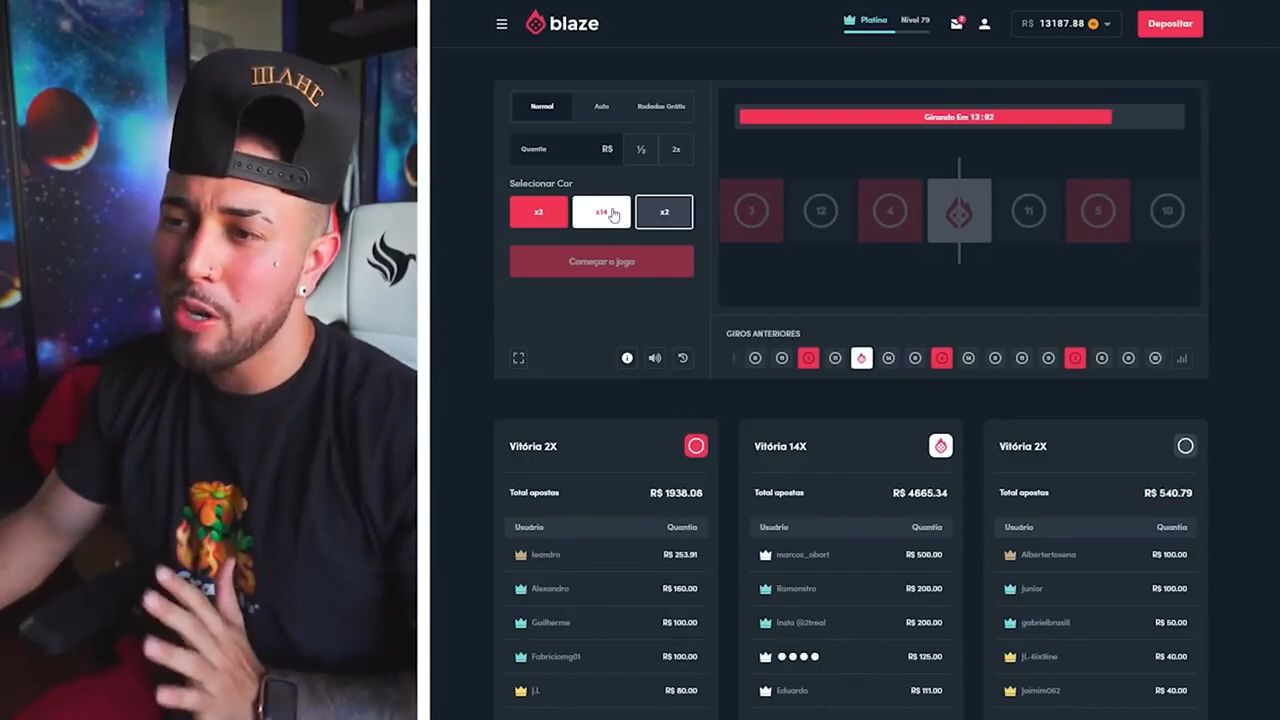 blaze
Platina Nível 79
2
R$ 13187.88
Depositar
Normal Auto Rodadas Grátis
Quantia R$ ½ 2x
Selecionar Cor
x2 x14 x2
Começar o jogo
Girando Em 13:82
3 12 4 11 5 10
GIROS ANTERIORES
Vitória 2X
Total apostas R$ 1938.08
Usuário Quantia
leandro R$ 253.91
Alexandro R$ 160.00
Guilherme R$ 100.00
Fabriciomg01 R$ 100.00
J.L R$ 80.00
Vitória 14X
Total apostas R$ 4665.34
Usuário Quantia
marcos_obart R$ 500.00
Ramonstro R$ 200.00
Insta @2treal R$ 200.00
R$ 125.00
Eduardo R$ 111.00
Vitória 2X
Total apostas R$ 540.79
Usuário Quantia
Albertertosena R$ 100.00
Junior R$ 100.00
gabrielbrasill R$ 50.00
JL-6ix9ine R$ 40.00
Jaimim062 R$ 40.00